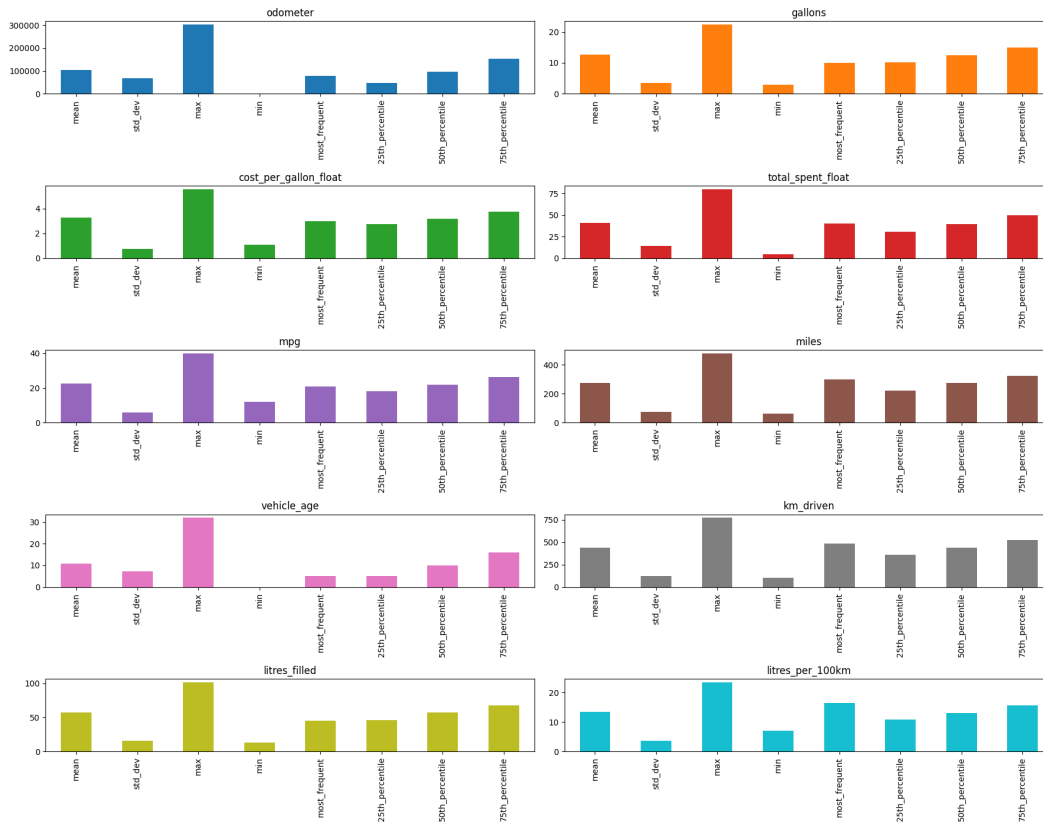 odometer
300000
200000
100000
0
mean
std_dev
max
min
most_frequent
25th_percentile
50th_percentile
75th_percentile
gallons
20
10
0
mean
std_dev
max
min
most_frequent
25th_percentile
50th_percentile
75th_percentile
cost_per_gallon_float
4
2
0
mean
std_dev
max
min
most_frequent
25th_percentile
50th_percentile
75th_percentile
total_spent_float
75
50
25
0
mean
std_dev
max
min
most_frequent
25th_percentile
50th_percentile
75th_percentile
mpg
40
20
0
mean
std_dev
max
min
most_frequent
25th_percentile
50th_percentile
75th_percentile
miles
400
200
0
mean
std_dev
max
min
most_frequent
25th_percentile
50th_percentile
75th_percentile
vehicle_age
30
20
10
0
mean
std_dev
max
min
most_frequent
25th_percentile
50th_percentile
75th_percentile
km_driven
750
500
250
0
mean
std_dev
max
min
most_frequent
25th_percentile
50th_percentile
75th_percentile
litres_filled
100
50
0
mean
std_dev
max
min
most_frequent
25th_percentile
50th_percentile
75th_percentile
litres_per_100km
20
10
0
mean
std_dev
max
min
most_frequent
25th_percentile
50th_percentile
75th_percentile